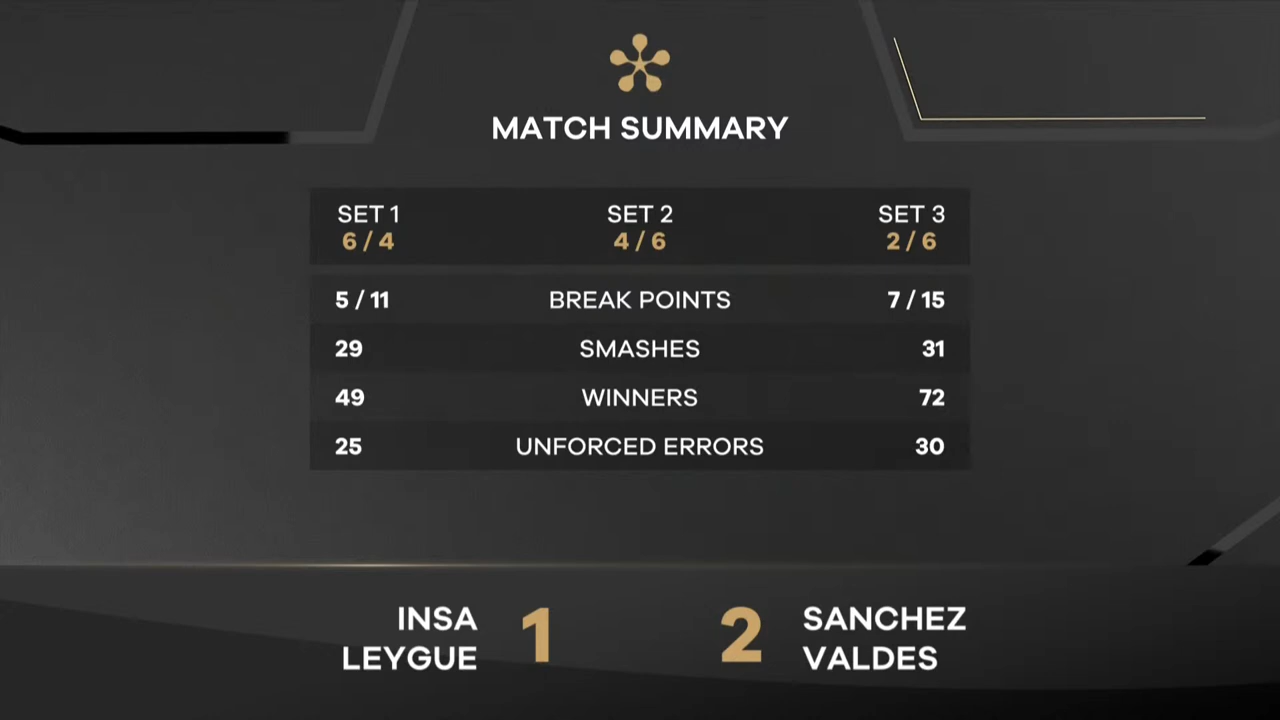 MATCH SUMMARY
SET 1 SET 2 SET 3
6 / 4 4 / 6 2 / 6
5 / 11 BREAK POINTS 7 / 15
29 SMASHES 31
49 WINNERS 72
25 UNFORCED ERRORS 30
INSA LEYGUE 1 2 SANCHEZ VALDES